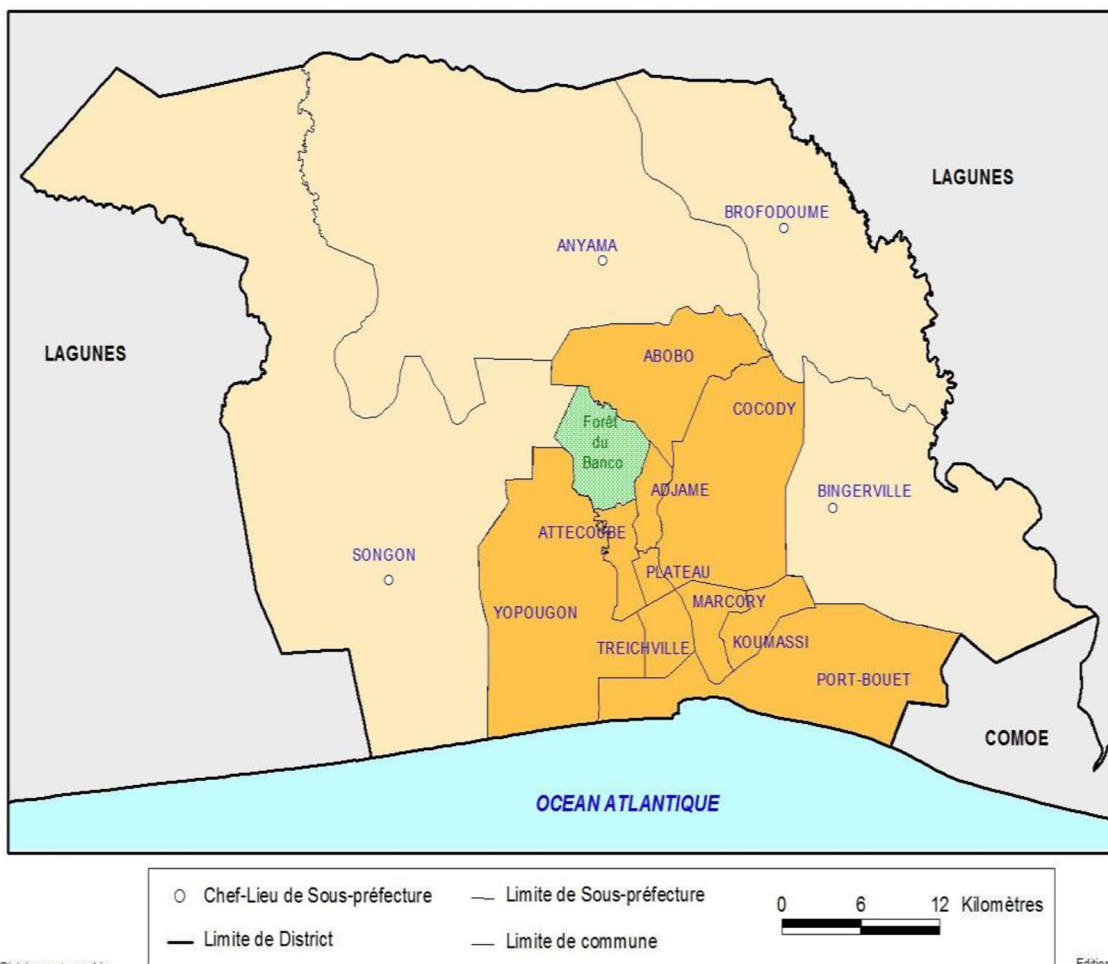 LAGUNES
BROFODOUME
ANYAMA
LAGUNES
ABOBO
COCODY
Forêt
du
Banco
ADJAME
BINGERVILLE
ATTECOUBE
SONGON
PLATEAU
MARCORY
YOPOUGON
TREICHVILLE
KOUMASSI
PORT-BOUET
COMOE
OCEAN ATLANTIQUE
Chef-Lieu de Sous-préfecture
Limite de Sous-préfecture
0 6 12 Kilomètres
Limite de District
Limite de commune
Edition